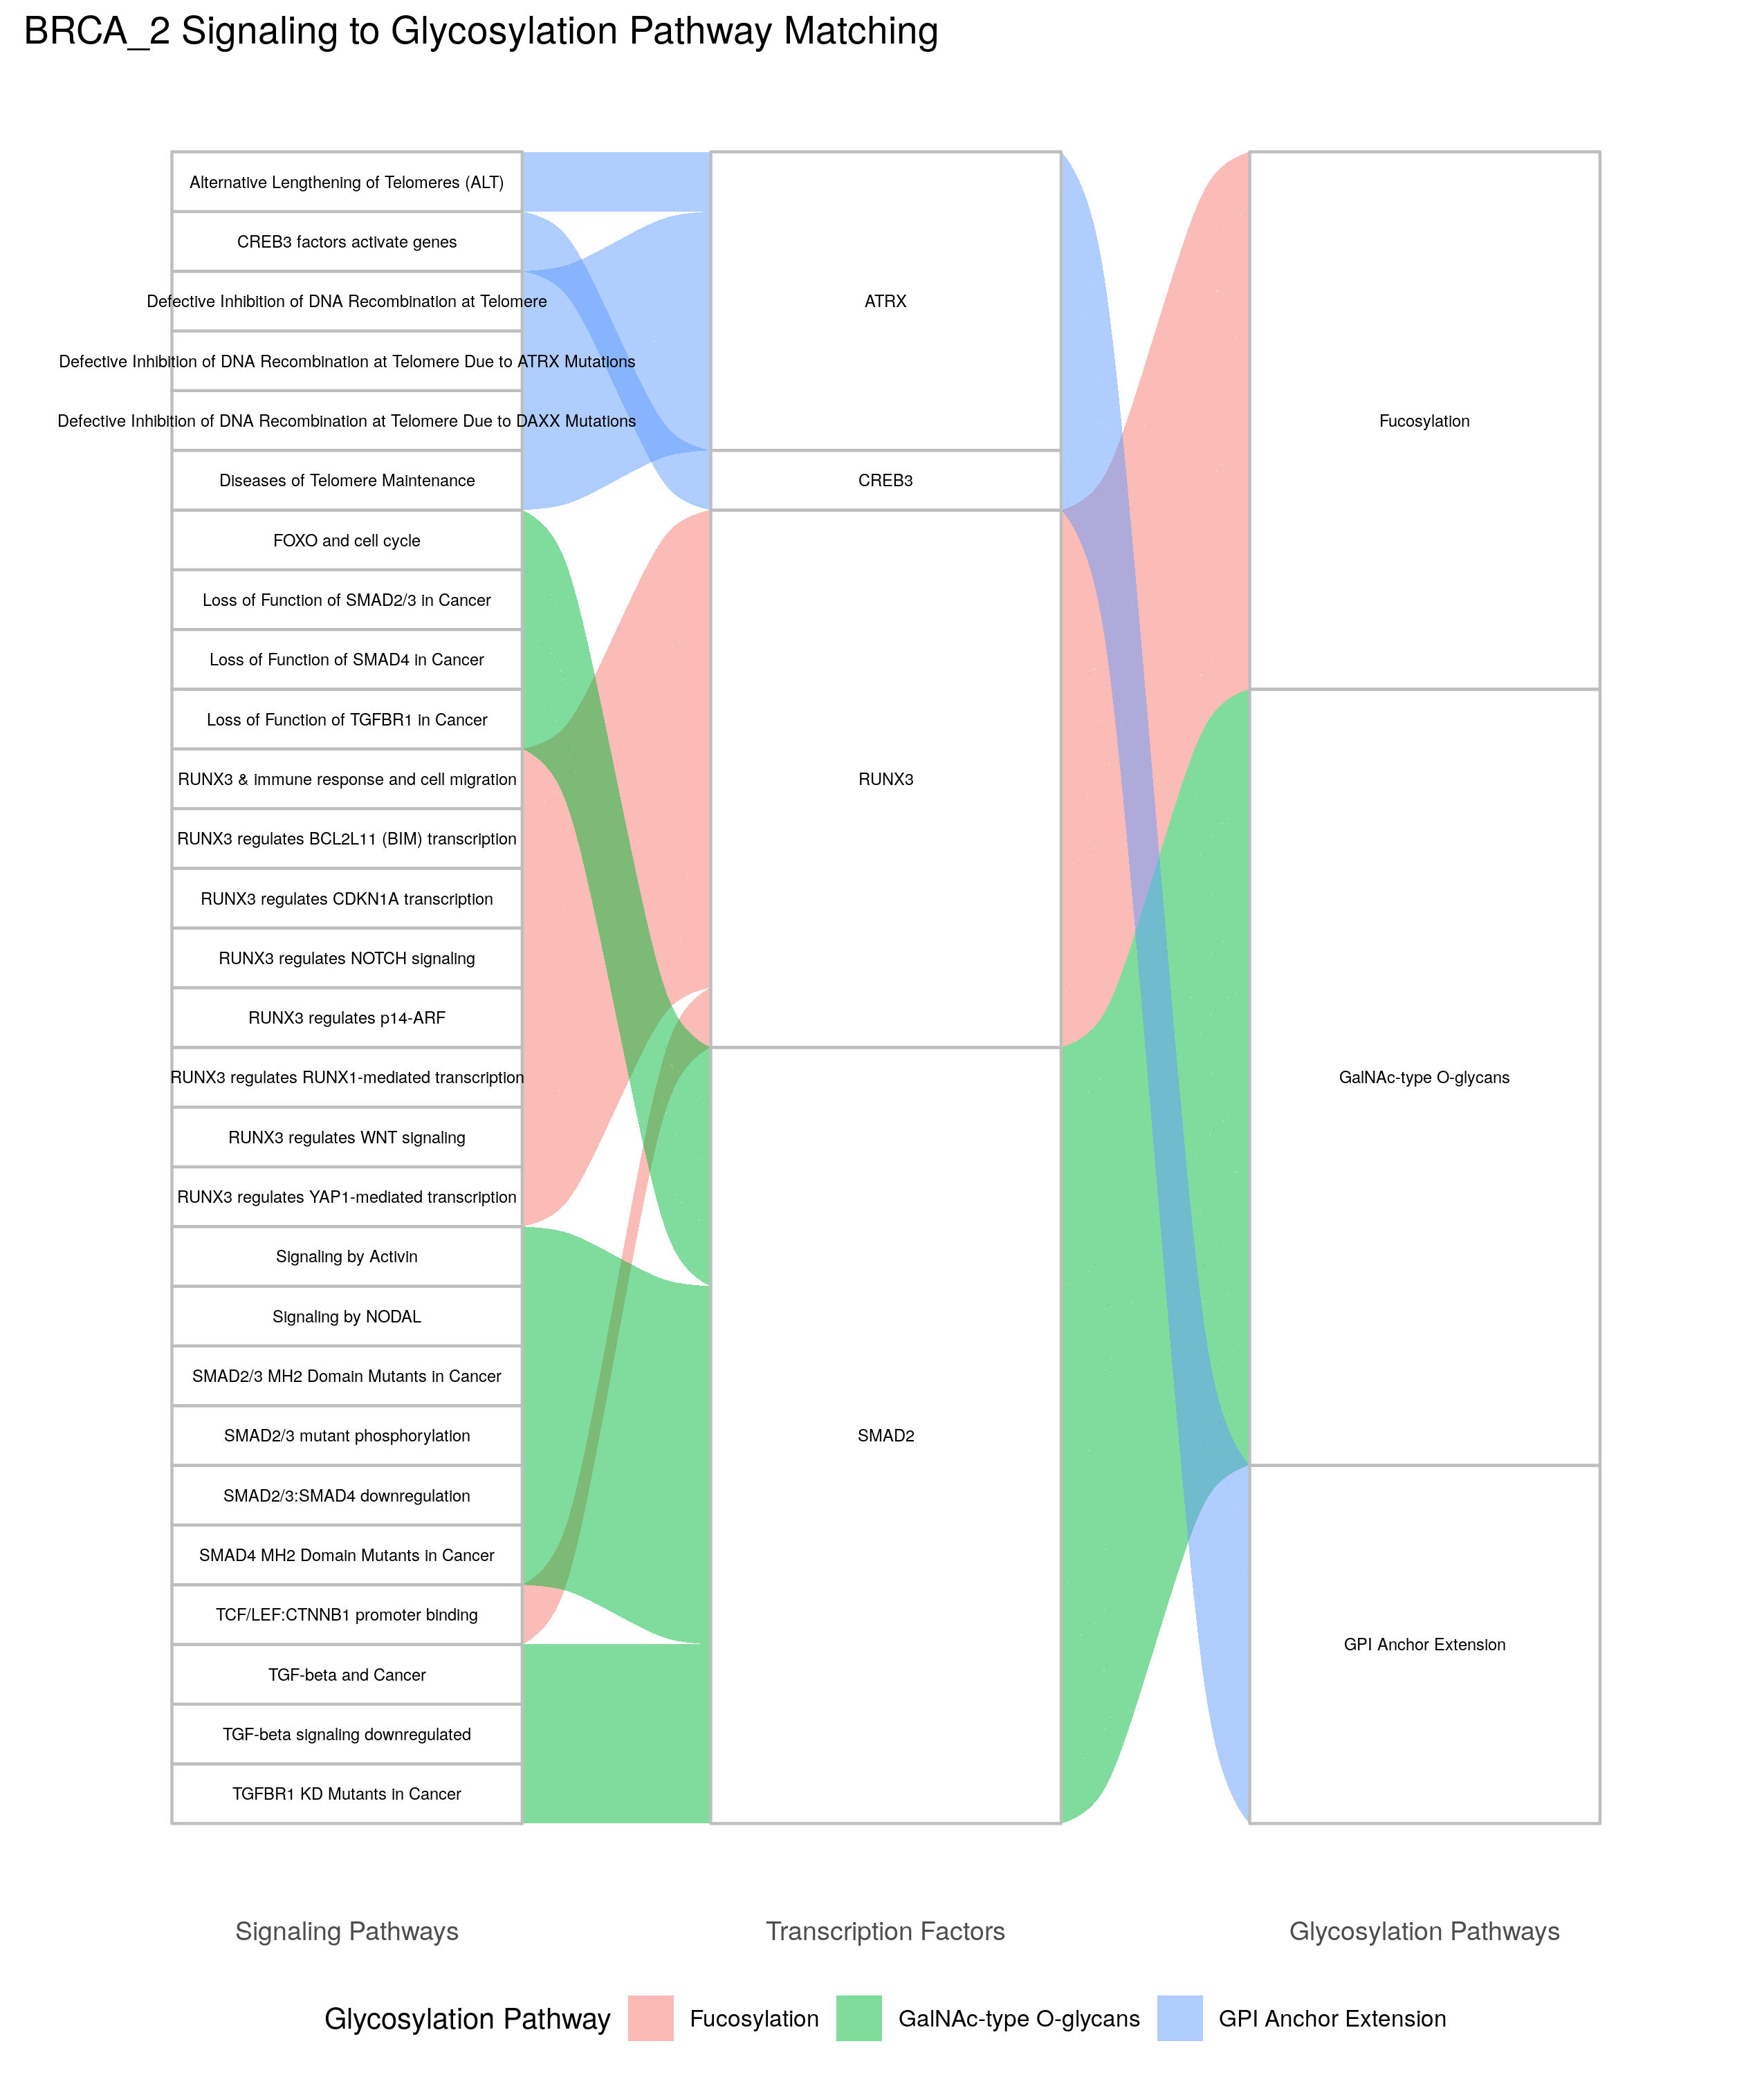 BRCA_2 Signaling to Glycosylation Pathway Matching
Alternative Lengthening of Telomeres (ALT)
CREB3 factors activate genes
Defective Inhibition of DNA Recombination at Telomere
Defective Inhibition of DNA Recombination at Telomere Due to ATRX Mutations
Defective Inhibition of DNA Recombination at Telomere Due to DAXX Mutations
Diseases of Telomere Maintenance
FOXO and cell cycle
Loss of Function of SMAD2/3 in Cancer
Loss of Function of SMAD4 in Cancer
Loss of Function of TGFBR1 in Cancer
RUNX3 & immune response and cell migration
RUNX3 regulates BCL2L11 (BIM) transcription
RUNX3 regulates CDKN1A transcription
RUNX3 regulates NOTCH signaling
RUNX3 regulates p14-ARF
RUNX3 regulates RUNX1-mediated transcription
RUNX3 regulates WNT signaling
RUNX3 regulates YAP1-mediated transcription
Signaling by Activin
Signaling by NODAL
SMAD2/3 MH2 Domain Mutants in Cancer
SMAD2/3 mutant phosphorylation
SMAD2/3:SMAD4 downregulation
SMAD4 MH2 Domain Mutants in Cancer
TCF/LEF:CTNNB1 promoter binding
TGF-beta and Cancer
TGF-beta signaling downregulated
TGFBR1 KD Mutants in Cancer
ATRX
CREB3
RUNX3
SMAD2
Fucosylation
GalNAc-type O-glycans
GPI Anchor Extension
Signaling Pathways
Transcription Factors
Glycosylation Pathways
Glycosylation Pathway
Fucosylation
GalNAc-type O-glycans
GPI Anchor Extension